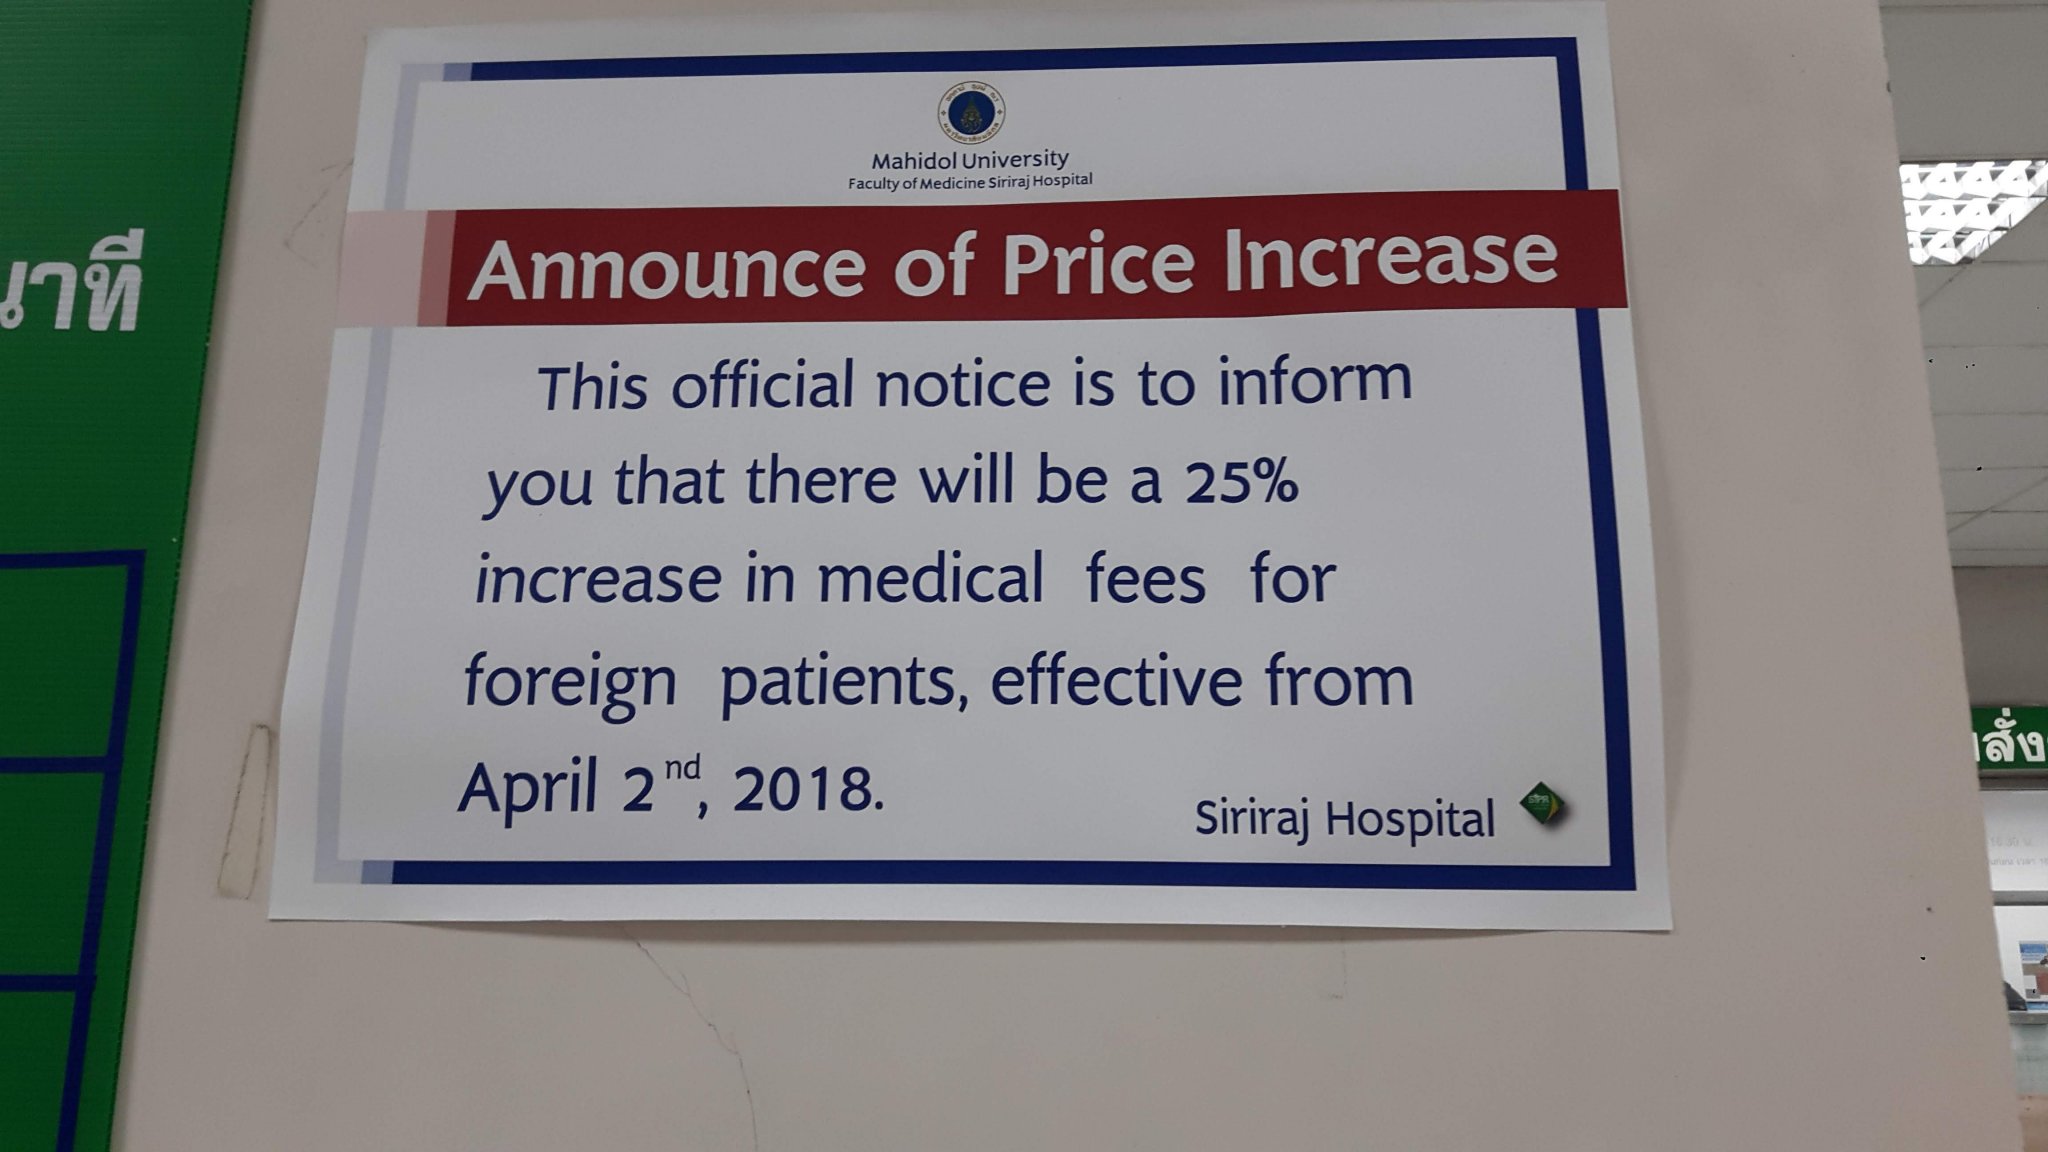 นาที
Mahidol University
Faculty of Medicine Siriraj Hospital
Announce of Price Increase
This official notice is to inform
you that there will be a 25%
increase in medical fees for
foreign patients, effective from
April 2nd, 2018.
Siriraj Hospital
สั่ง